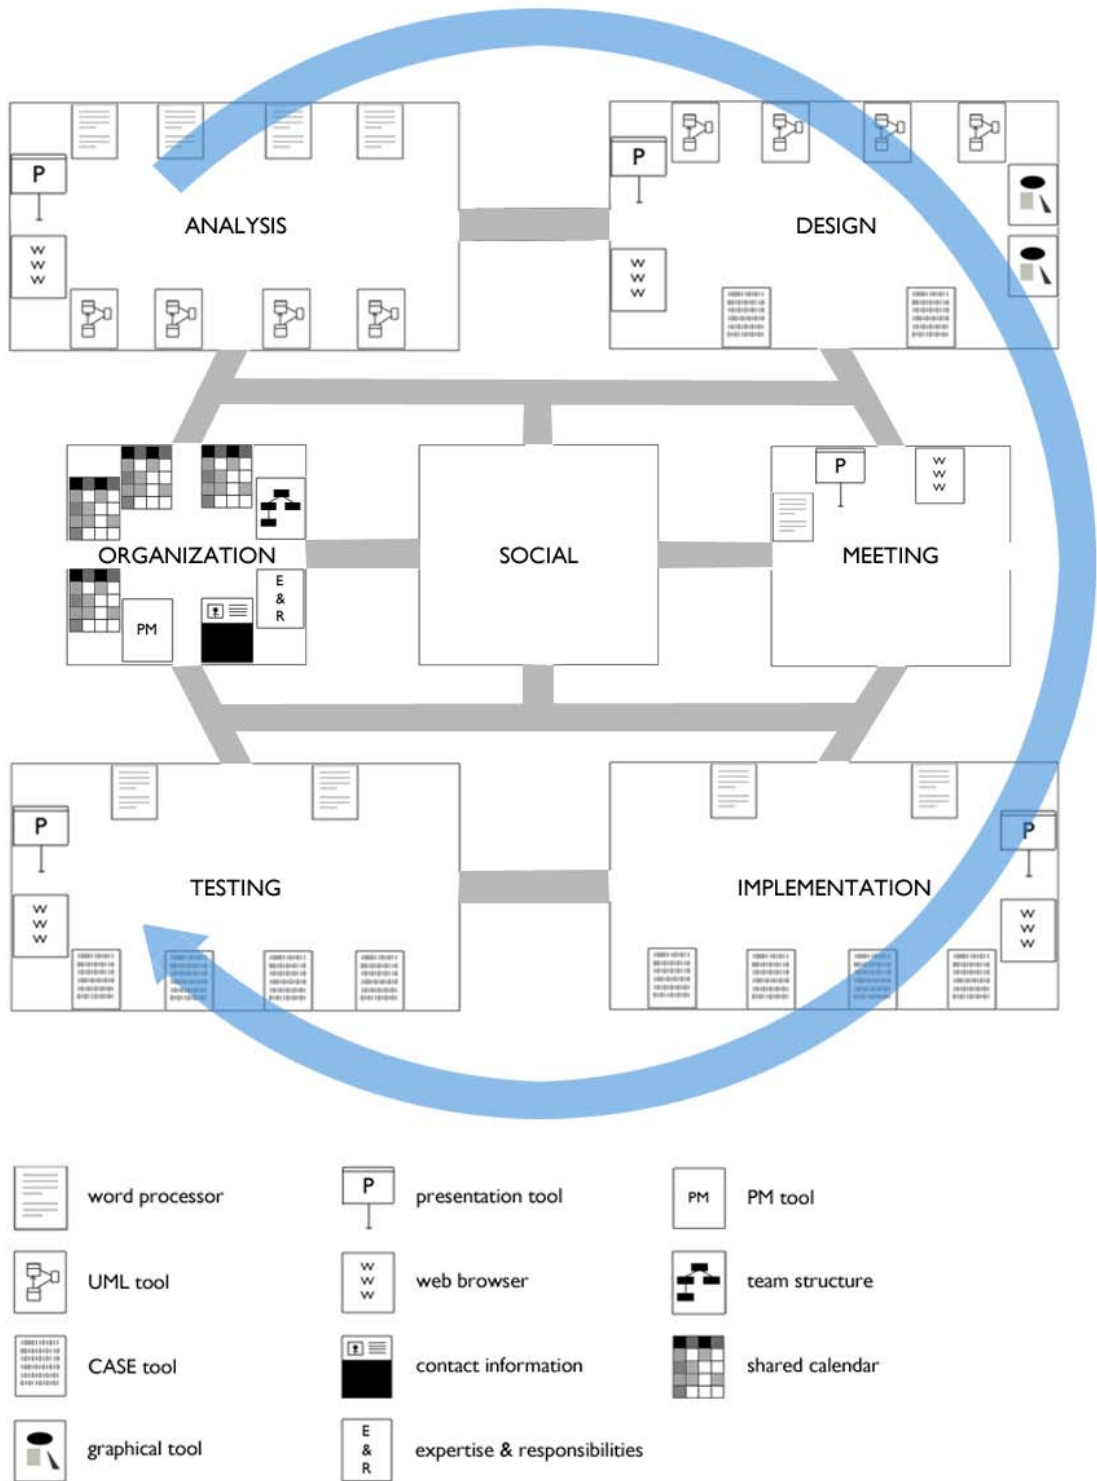 P
W
W
W
ANALYSIS
P
W
W
W
DESIGN
ORGANIZATION
PM
E
&
R
SOCIAL
P
W
W
W
MEETING
P
W
W
W
TESTING
P
W
W
W
IMPLEMENTATION
word processor
P
presentation tool
PM
PM tool
UML tool
W
W
W
web browser
team structure
CASE tool
contact information
shared calendar
graphical tool
E
&
R
expertise & responsibilities